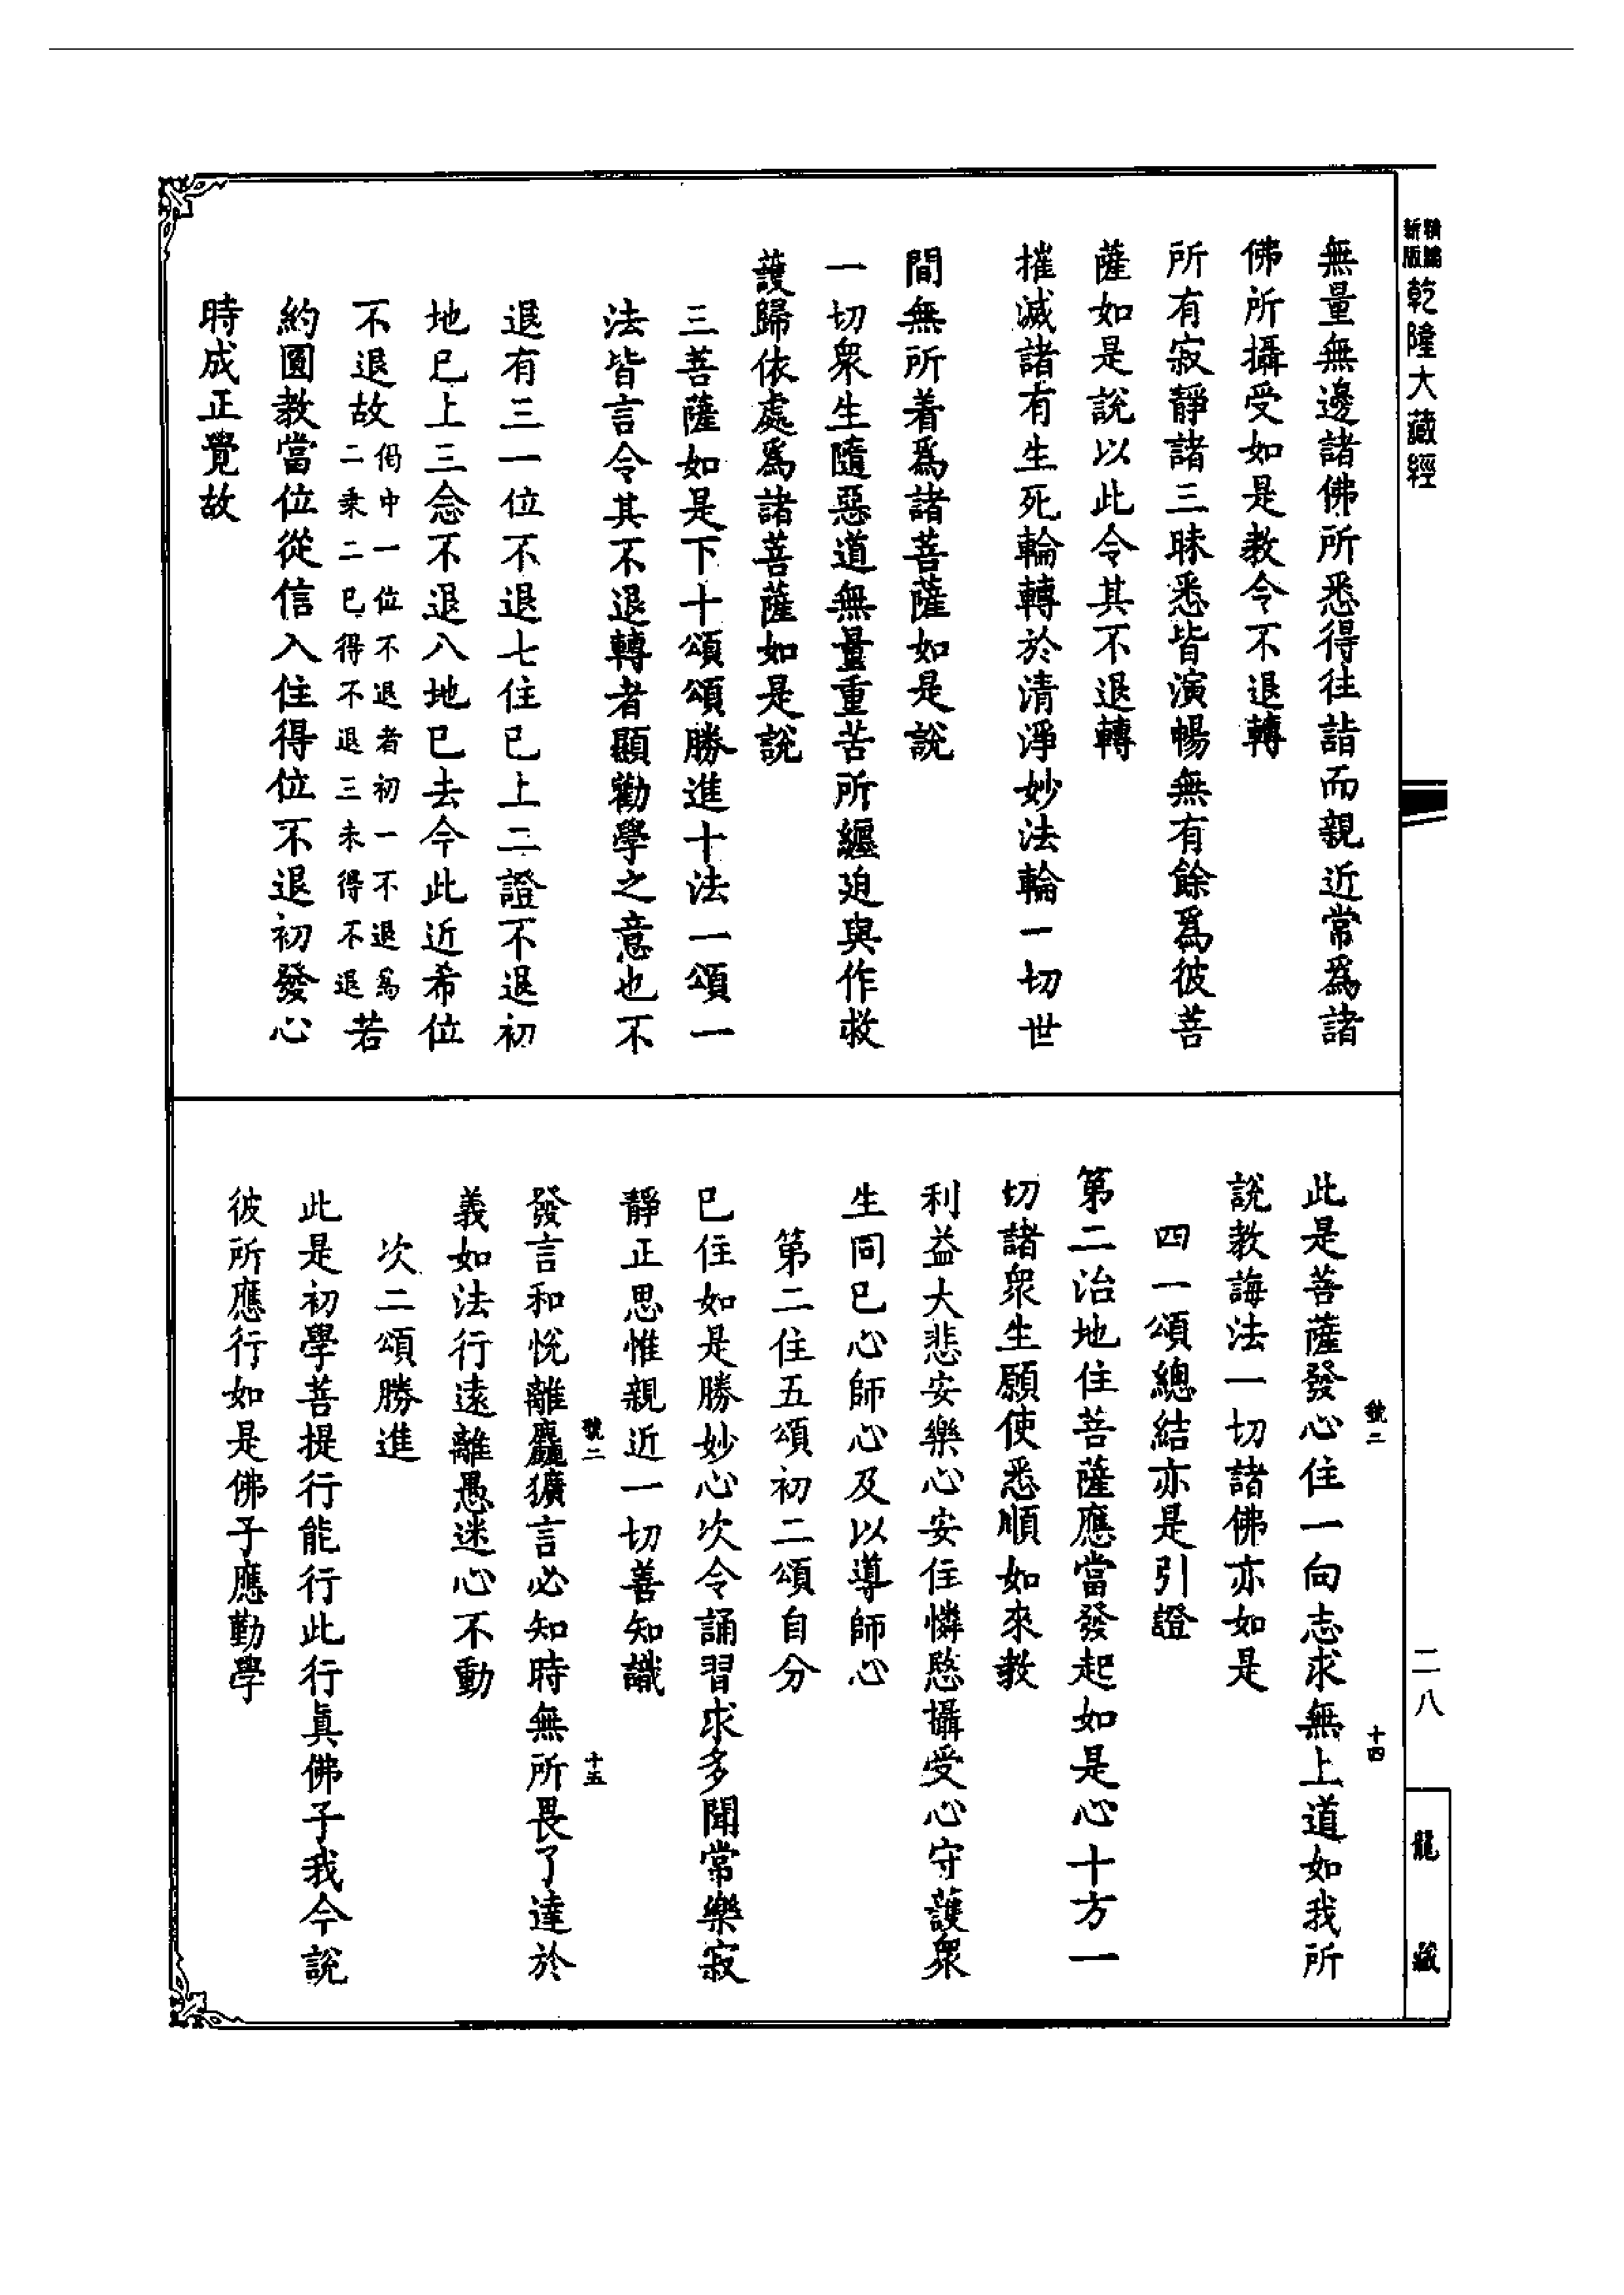 新編
新版
乾隆大藏經
無量無邊諸佛所悉得往詣而親近常爲諸
佛所攝受如是教令不退轉
所有寂靜諸三昧悉皆演暢無有餘爲彼菩
薩如是說以此令其不退轉
摧滅諸有生死輪轉於清淨妙法輪一切世
間無所着爲諸菩薩如是說
一切衆生隨惡道無量重苦所纏迫與作救
護歸依處爲諸菩薩如是說
三菩薩如是下十頌頌勝進十法一頌一
法皆言令其不退轉者顯勸學之意也不
退有三一位不退七住已上二證不退初
地已上三念不退八地已去今此近希位
不退故偈中一位不退者初一不退爲
二乘二已得不退三未得不退若
約圓教當位從信入住得位不退初發心
時成正覺故
二八
龍藏
號二
十四
此是菩薩發心住一向志求無上道如我所
說教誨法一切諸佛亦如是
四一頌總結亦是引證
第二治地住菩薩應當發起如是心十方一
切諸衆生願使悉順如來教
利益大悲安樂心安住憐愍攝受心守護衆
生同已心師心及以導師心
第二住五頌初二頌自分
已住如是勝妙心次令誦習求多聞常樂寂
靜正思惟親近一切善知識
號二
十五
發言和悅離麤獷言必知時無所畏了達於
義如法行遠離愚迷心不動
次二頌勝進
此是初學菩提行能行此行眞佛子我今說
彼所應行如是佛子應勤學